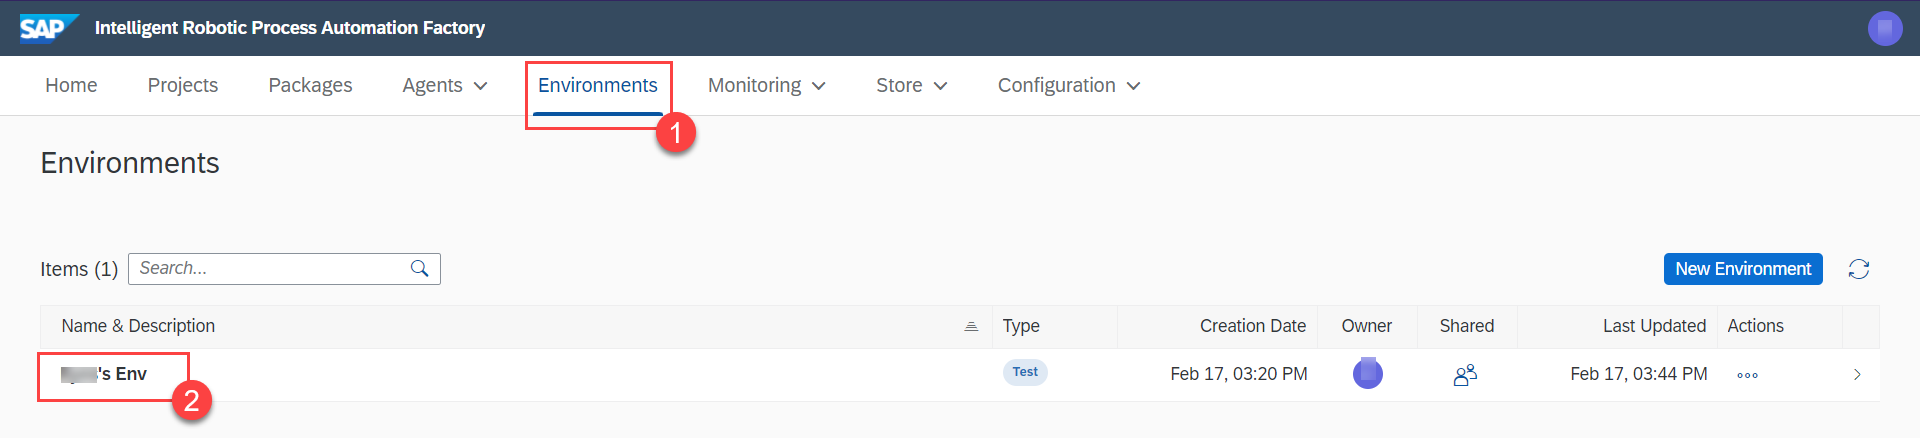 SAP Intelligent Robotic Process Automation Factory
Home Projects Packages Agents Environments Monitoring Store Configuration
1
Environments
Items (1) Search... New Environment
Name & Description Type Creation Date Owner Shared Last Updated Actions
's Env Test Feb 17, 03:20 PM Feb 17, 03:44 PM
2